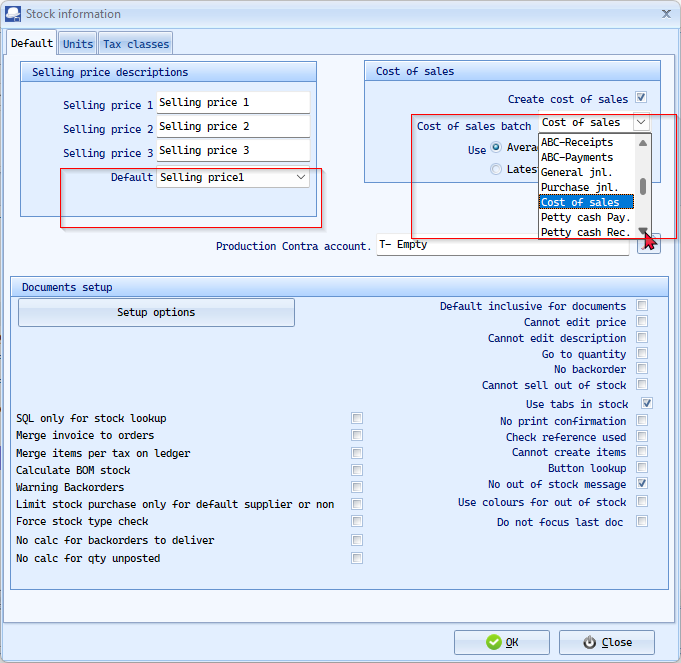 Stock information
Default Units Tax classes
Selling price descriptions
Selling price 1 Selling price 1
Selling price 2 Selling price 2
Selling price 3 Selling price 3
Default Selling price1
Cost of sales
Create cost of sales
Cost of sales batch Cost of sales
Use
ABC-Receipts
ABC-Payments
General jnl.
Purchase jnl.
Cost of sales
Petty cash Pay.
Petty cash Rec.
Production Contra account. T- Empty
Documents setup
Setup options
SQL only for stock lookup
Merge invoice to orders
Merge items per tax on ledger
Calculate BOM stock
Warning Backorders
Limit stock purchase only for default supplier or non
Force stock type check
No calc for backorders to deliver
No calc for qty unposted
Default inclusive for documents
Cannot edit price
Cannot edit description
Go to quantity
No backorder
Cannot sell out of stock
Use tabs in stock
No print confirmation
Check reference used
Cannot create items
Button lookup
No out of stock message
Use colours for out of stock
Do not focus last doc
OK Close